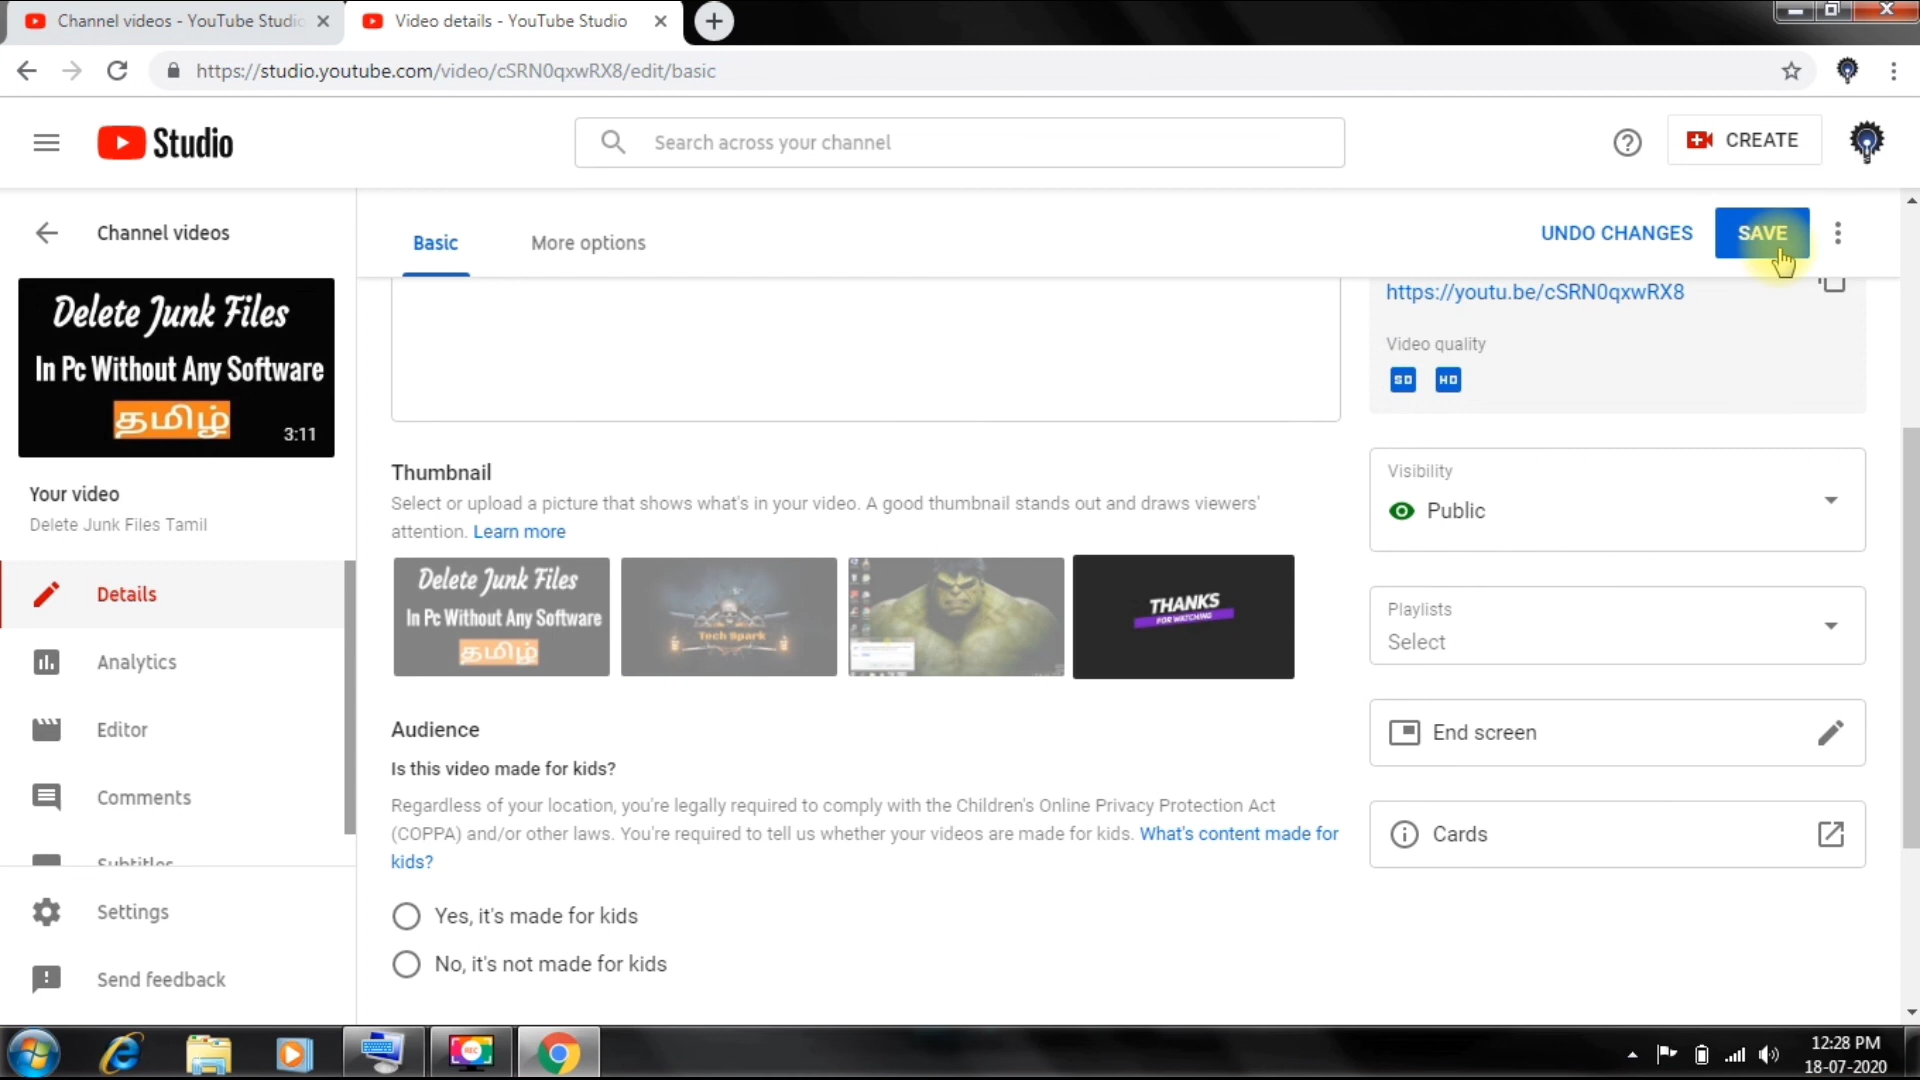 Channel videos - YouTube Studio
Video details - YouTube Studio
https://studio.youtube.com/video/cSRN0qxwRX8/edit/basic
Studio
Search across your channel
CREATE
Channel videos
Basic
More options
UNDO CHANGES
SAVE
Delete Junk Files
In Pc Without Any Software
தமிழ்
3:11
Your video
Delete Junk Files Tamil
Details
Analytics
Editor
Comments
Subtitles
Settings
Send feedback
https://youtu.be/cSRN0qxwRX8
Video quality
SD HD
Thumbnail
Select or upload a picture that shows what's in your video. A good thumbnail stands out and draws viewers'
attention. Learn more
Delete Junk Files
In Pc Without Any Software
தமிழ்
Tech Spark
THANKS
FOR WATCHING
Audience
Is this video made for kids?
Regardless of your location, you're legally required to comply with the Children's Online Privacy Protection Act
(COPPA) and/or other laws. You're required to tell us whether your videos are made for kids. What's content made for
kids?
Yes, it's made for kids
No, it's not made for kids
Visibility
Public
Playlists
Select
End screen
Cards
REC
12:28 PM
18-07-2020